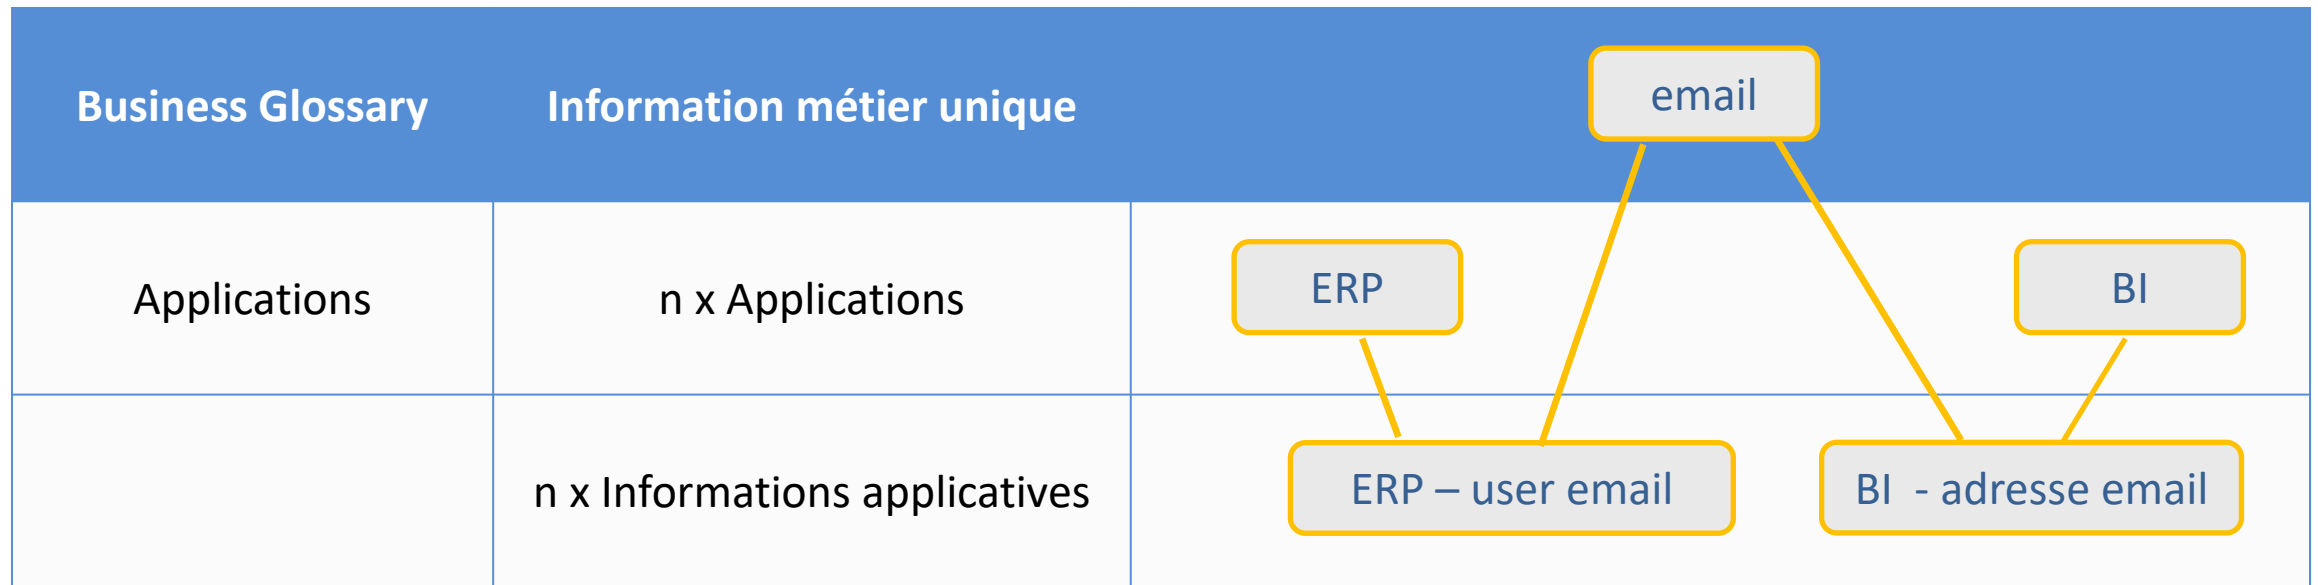 Business Glossary
Information métier unique
email
Applications
n x Applications
ERP
BI
n x Informations applicatives
ERP – user email
BI - adresse email